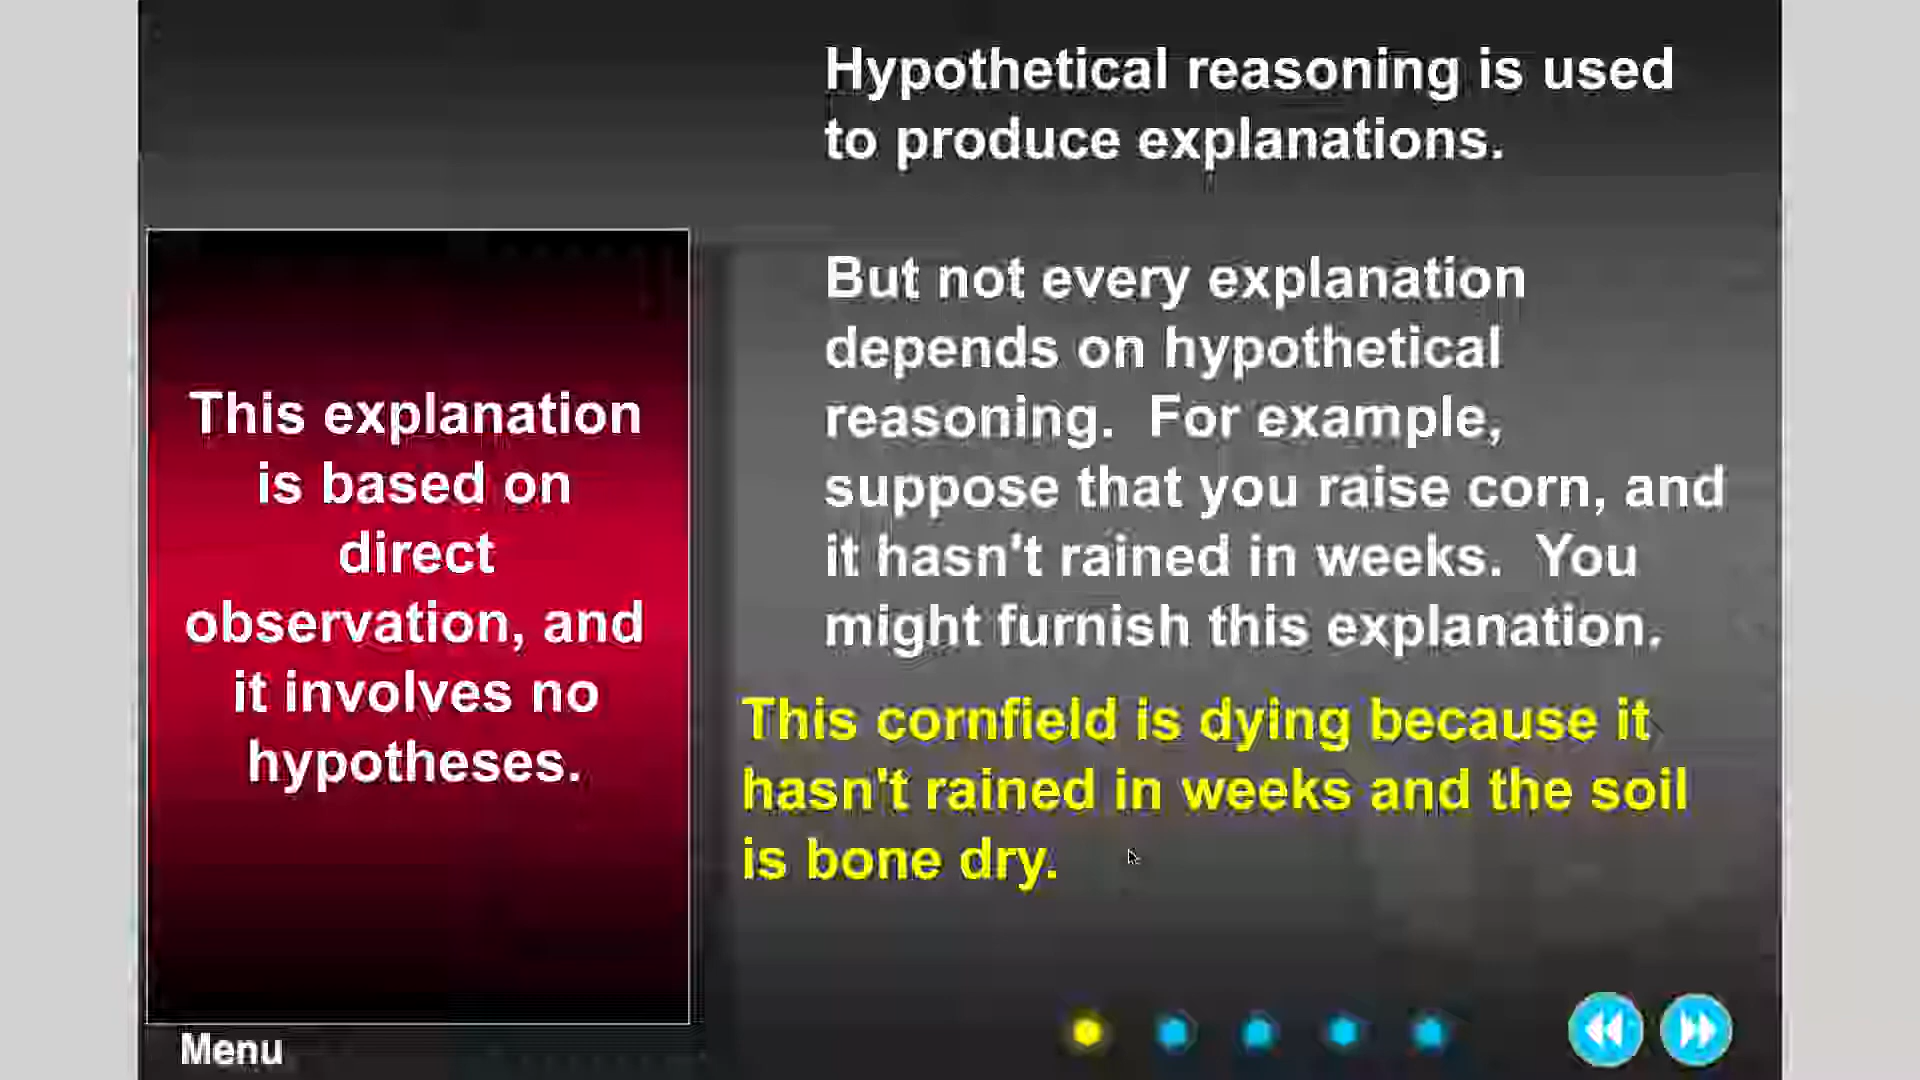 Hypothetical reasoning is used
to produce explanations.
But not every explanation
depends on hypothetical
reasoning.  For example,
suppose that you raise corn, and
it hasn't rained in weeks.  You
might furnish this explanation.
This cornfield is dying because it
hasn't rained in weeks and the soil
is bone dry.
This explanation
is based on
direct
observation, and
it involves no
hypotheses.
Menu